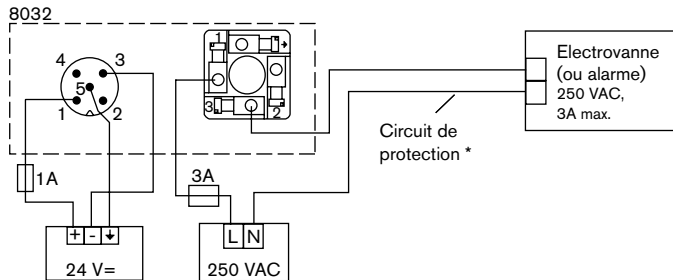 8032
4
3
5
1
2
1
3
2
Electrovanne
(ou alarme)
250 VAC,
3A max.
Circuit de
protection *
1A
3A
+ -
L N
24 V=
250 VAC